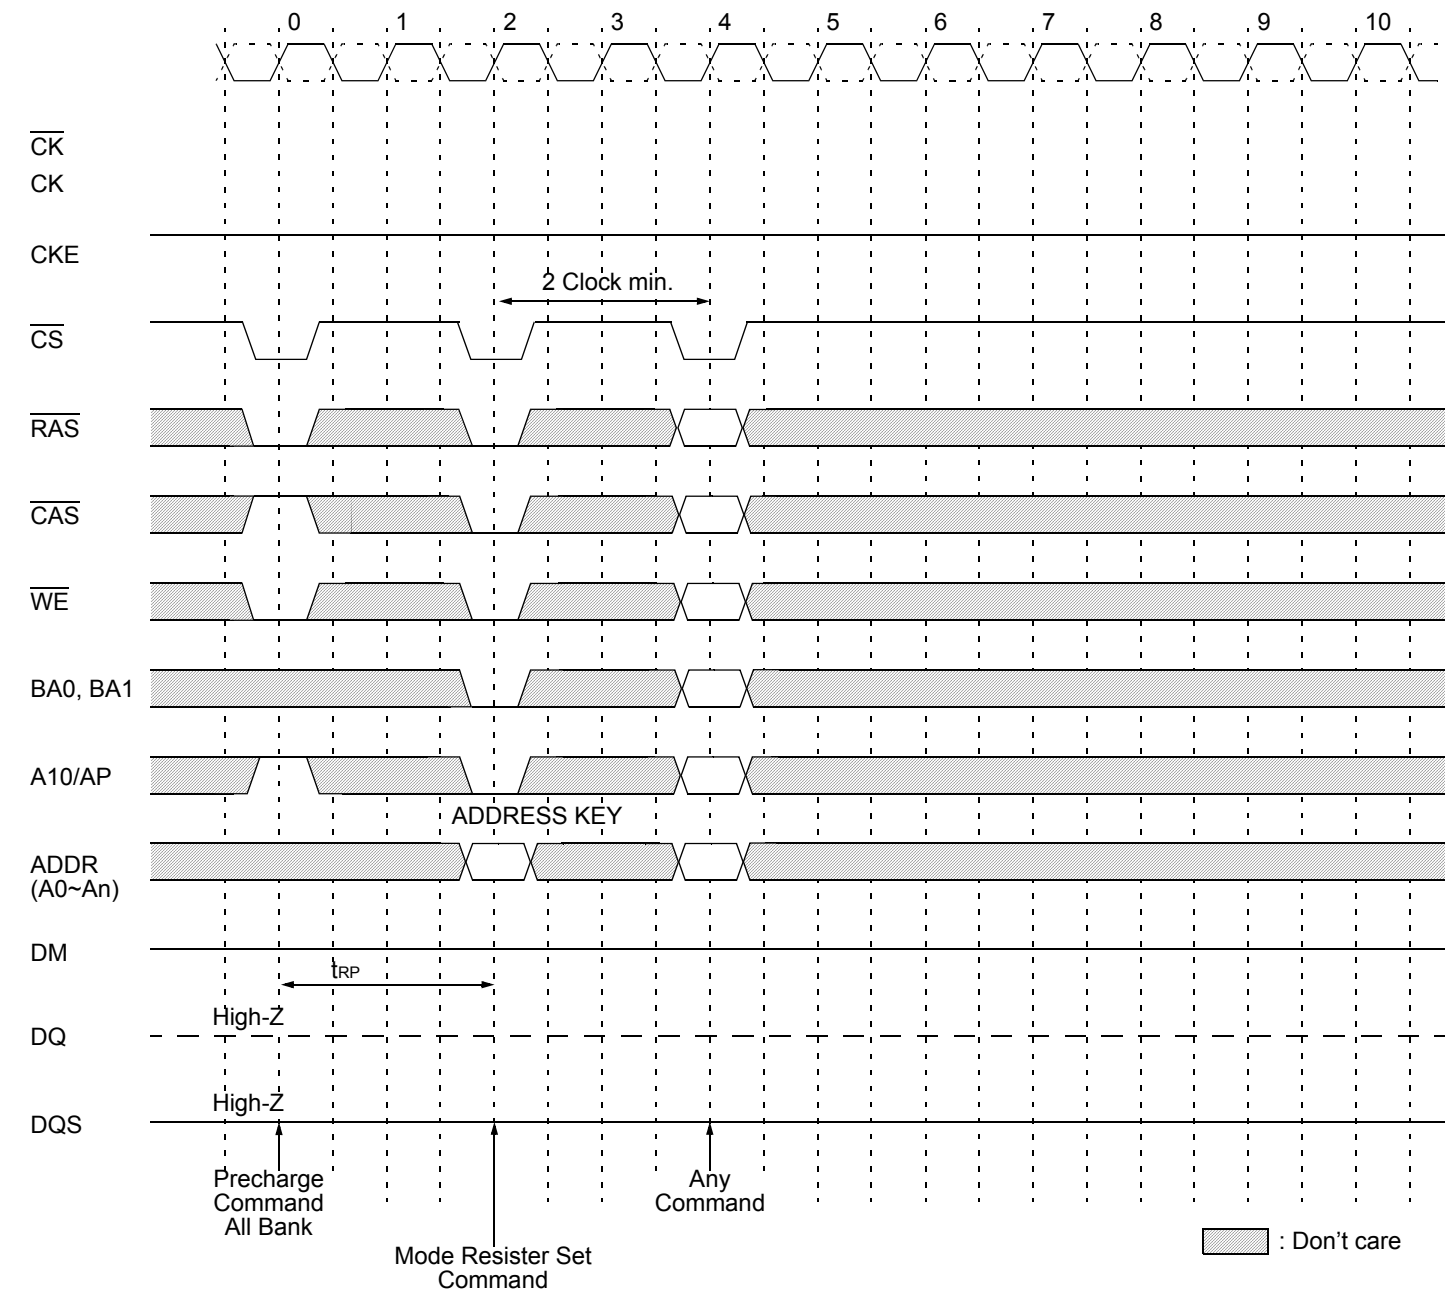 0 1 2 3 4 5 6 7 8 9 10
CK
CK
CKE
2 Clock min.
CS
RAS
CAS
WE
BA0, BA1
A10/AP
ADDRESS KEY
ADDR
(A0~An)
DM
tRP
High-Z
DQ
High-Z
DQS
Precharge
Command
All Bank
Mode Resister Set
Command
Any
Command
: Don't care